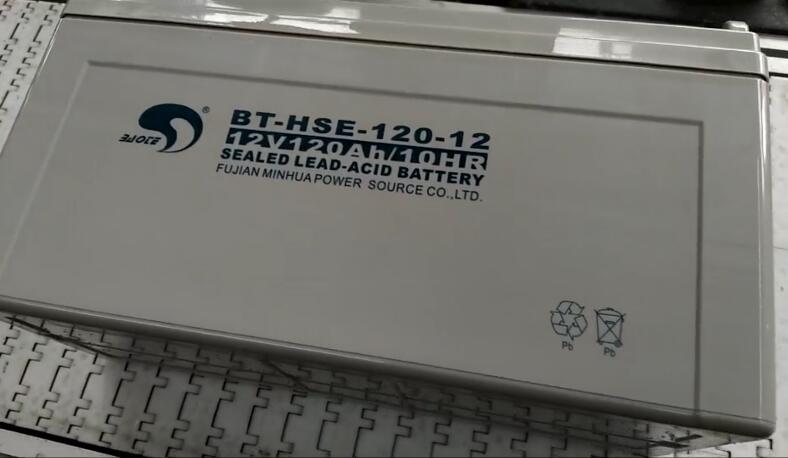 ®
BT-HSE-120-12
12V120Ah/10HR
SEALED LEAD-ACID BATTERY
FUJIAN MINHUA POWER SOURCE CO.,LTD.
Pb Pb